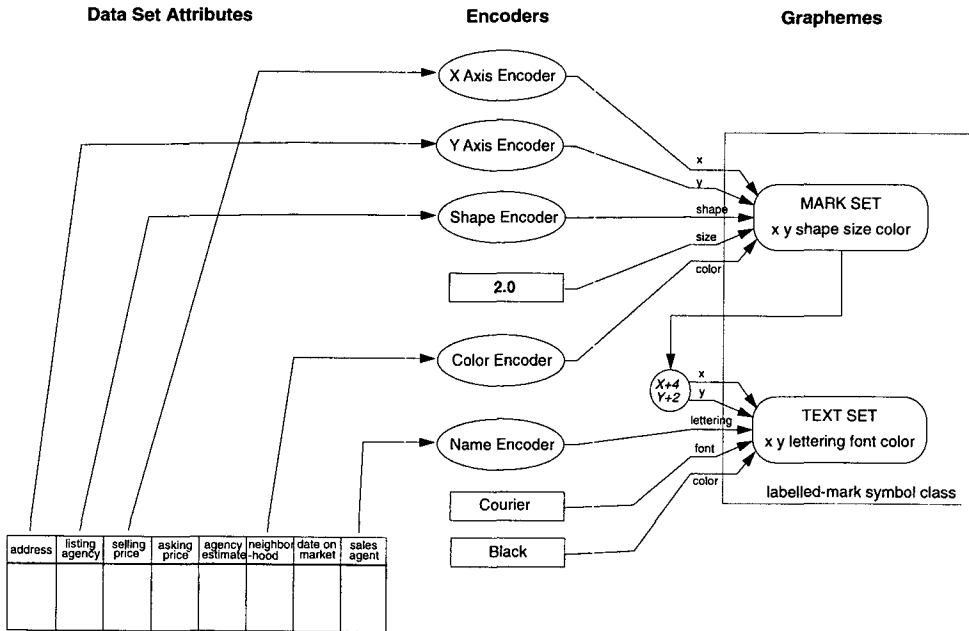 Data Set Attributes
Encoders
Graphemes
X Axis Encoder
Y Axis Encoder
Shape Encoder
2.0
Color Encoder
Name Encoder
Courier
Black
x
y
shape
size
color
MARK SET
x y shape size color
X+4
Y+2
x
y
lettering
font
color
TEXT SET
x y lettering font color
labelled-mark symbol class
address
listing
agency
selling
price
asking
price
agency
estimate
neighbor
-hood
date on
market
sales
agent